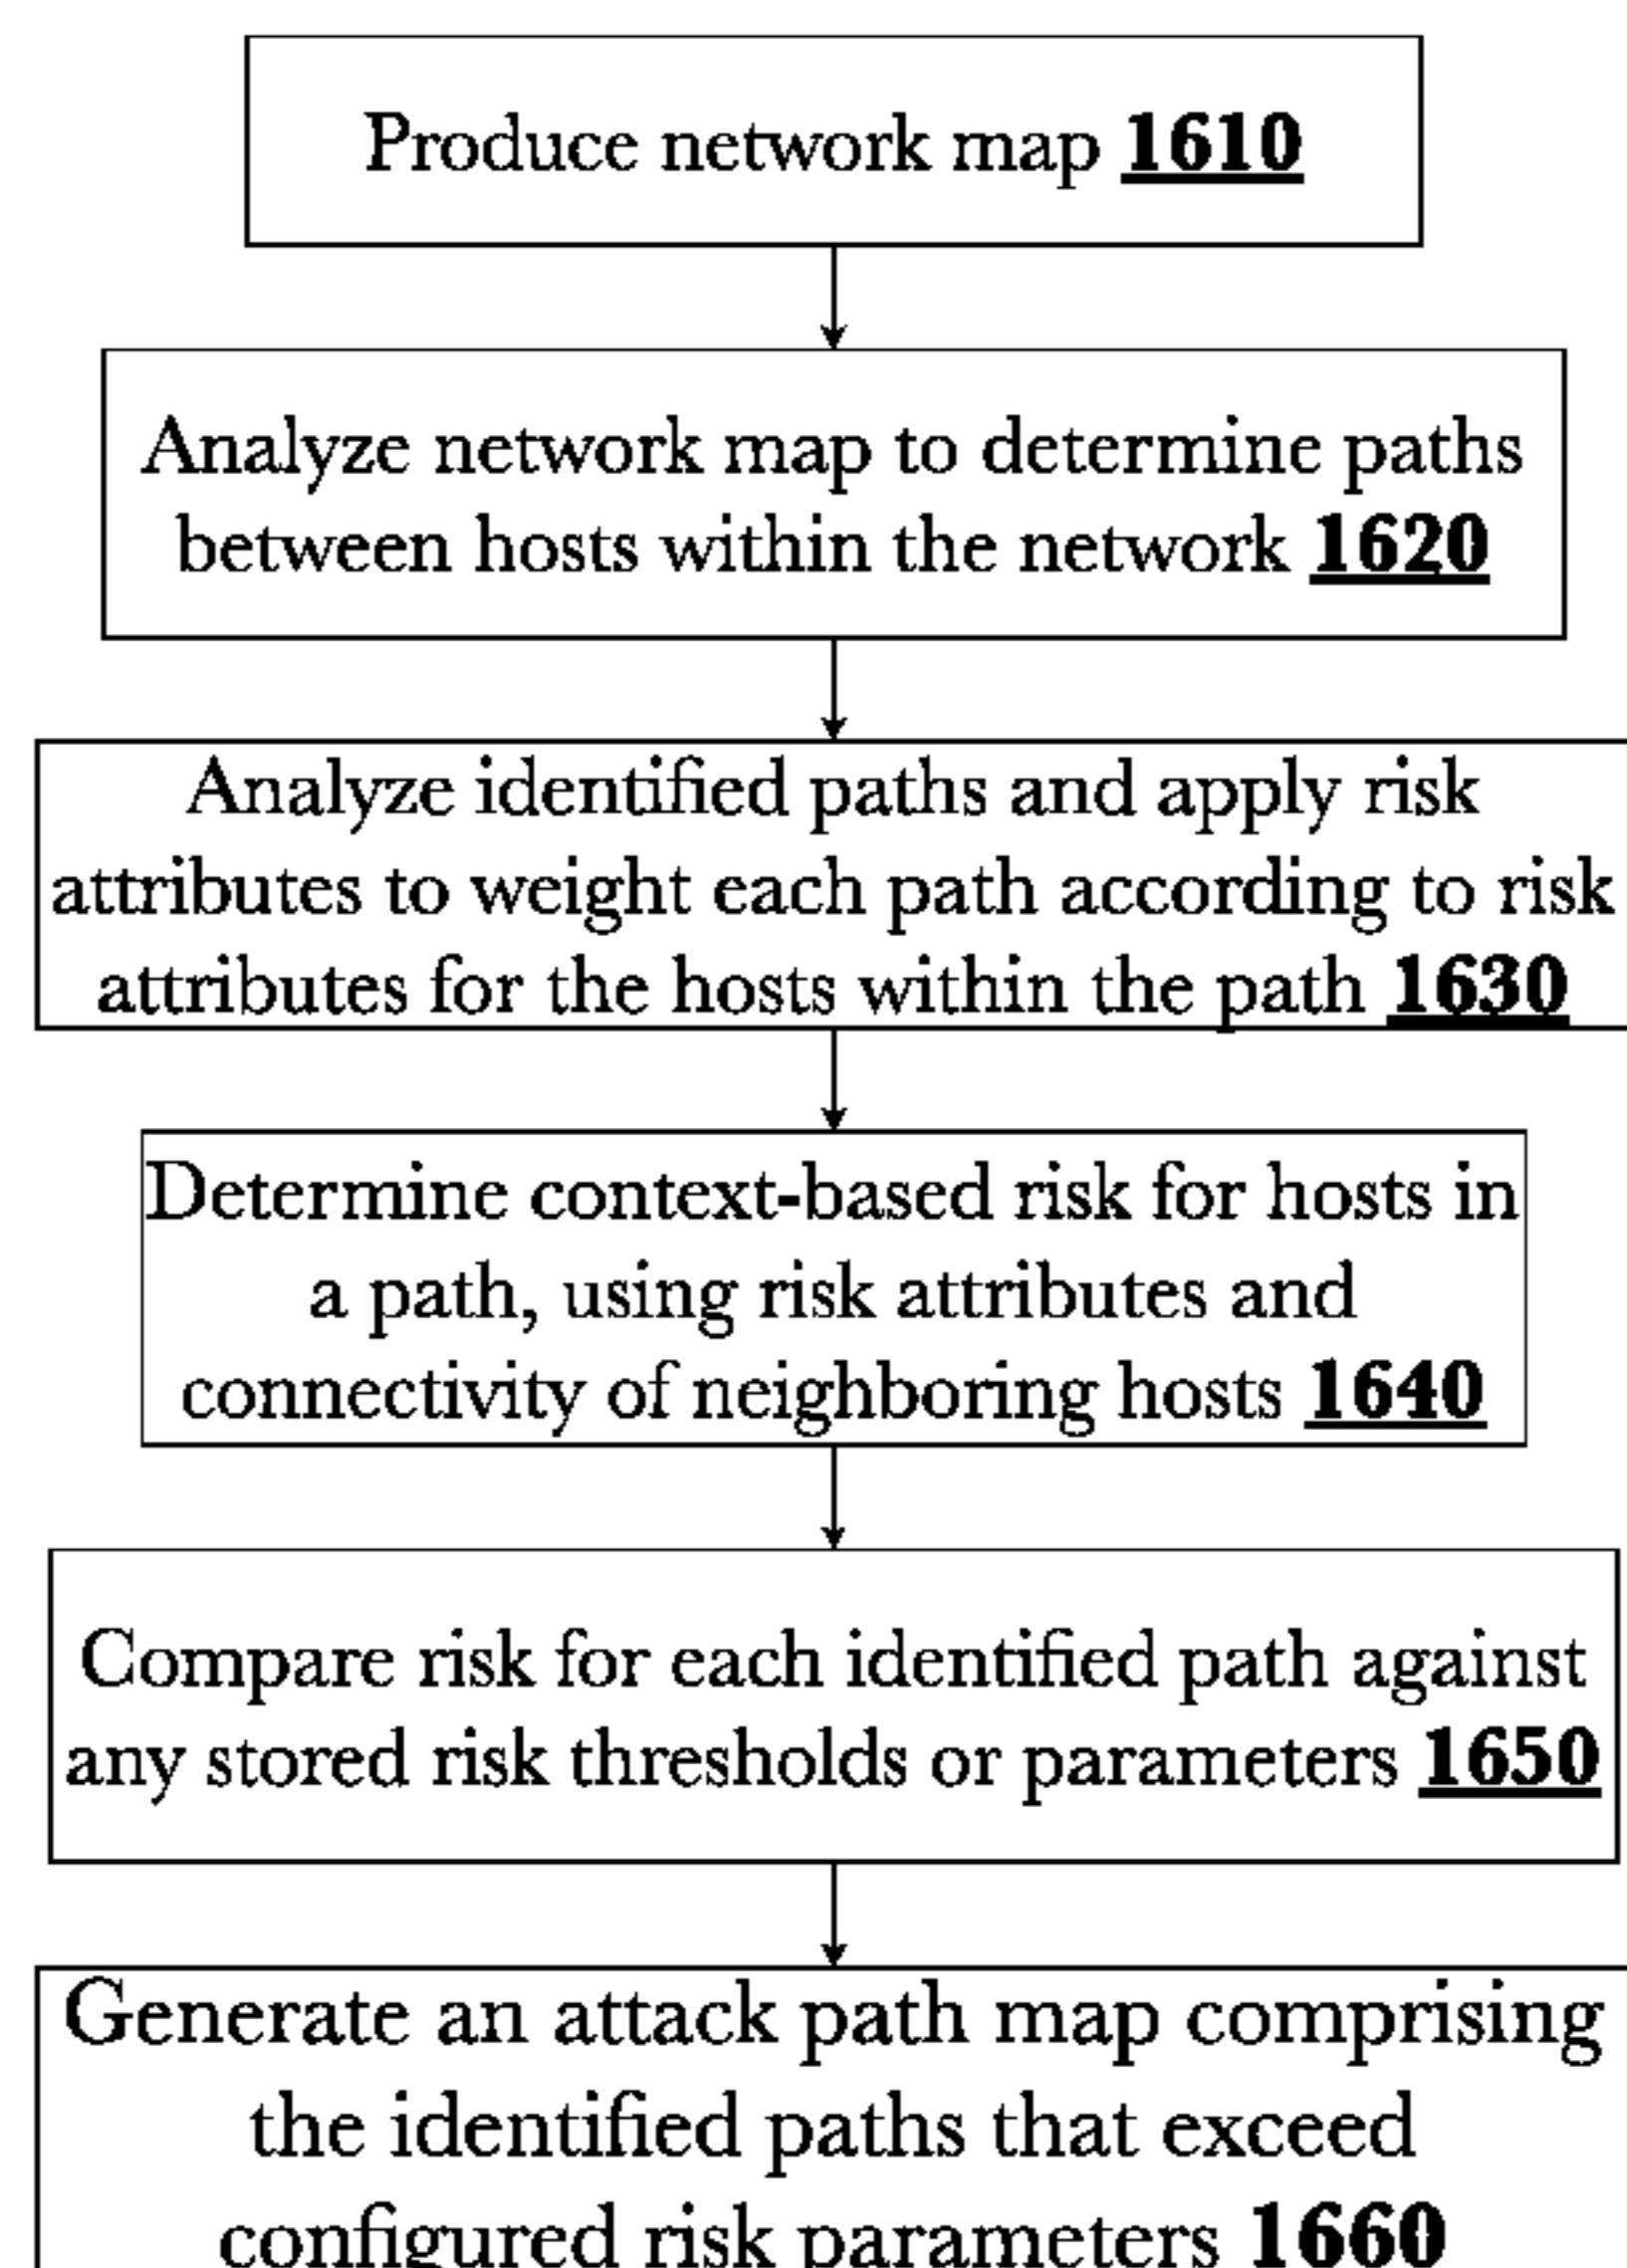 Produce network map 1610
Analyze network map to determine paths
between hosts within the network 1620
Analyze identified paths and apply risk
attributes to weight each path according to risk
attributes for the hosts within the path 1630
Determine context-based risk for hosts in
a path, using risk attributes and
connectivity of neighboring hosts 1640
Compare risk for each identified path against
any stored risk thresholds or parameters 1650
Generate an attack path map comprising
the identified paths that exceed
configured risk parameters 1660